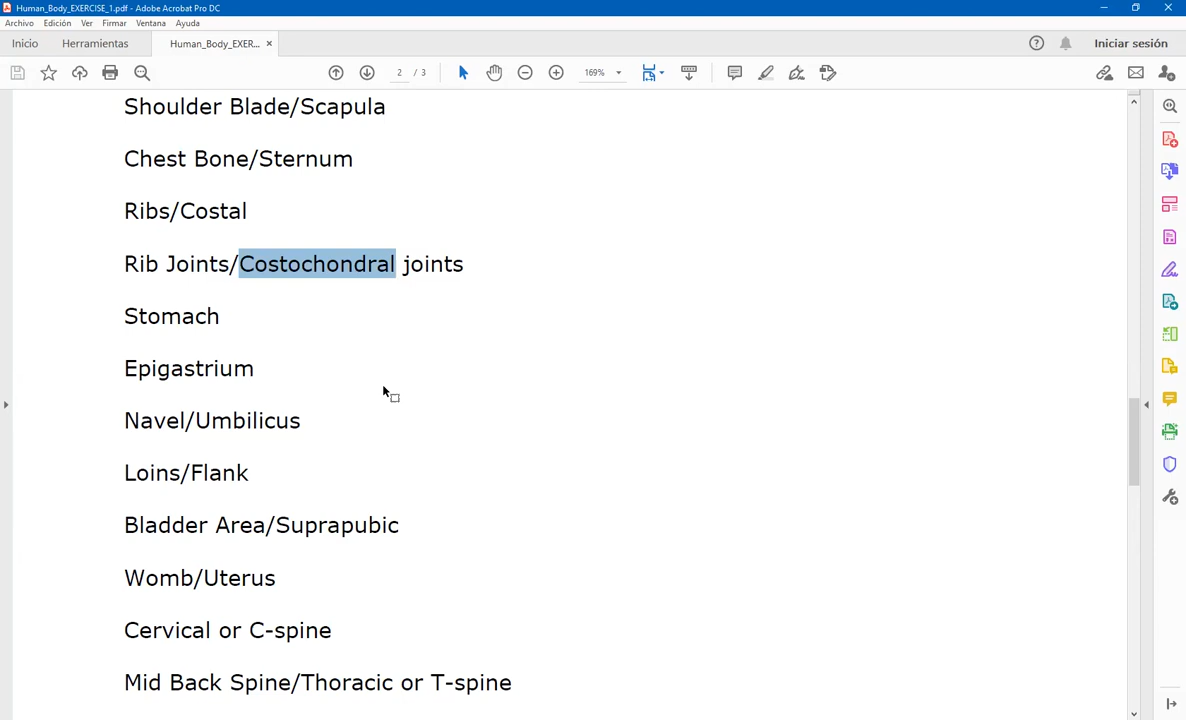 Human_Body_EXERCISE_1.pdf - Adobe Acrobat Pro DC
Archivo Edición Ver Firmar Ventana Ayuda
Inicio Herramientas Human_Body_EXER... × Iniciar sesión
2 / 3 169%
Shoulder Blade/Scapula
Chest Bone/Sternum
Ribs/Costal
Rib Joints/Costochondral joints
Stomach
Epigastrium
Navel/Umbilicus
Loins/Flank
Bladder Area/Suprapubic
Womb/Uterus
Cervical or C-spine
Mid Back Spine/Thoracic or T-spine